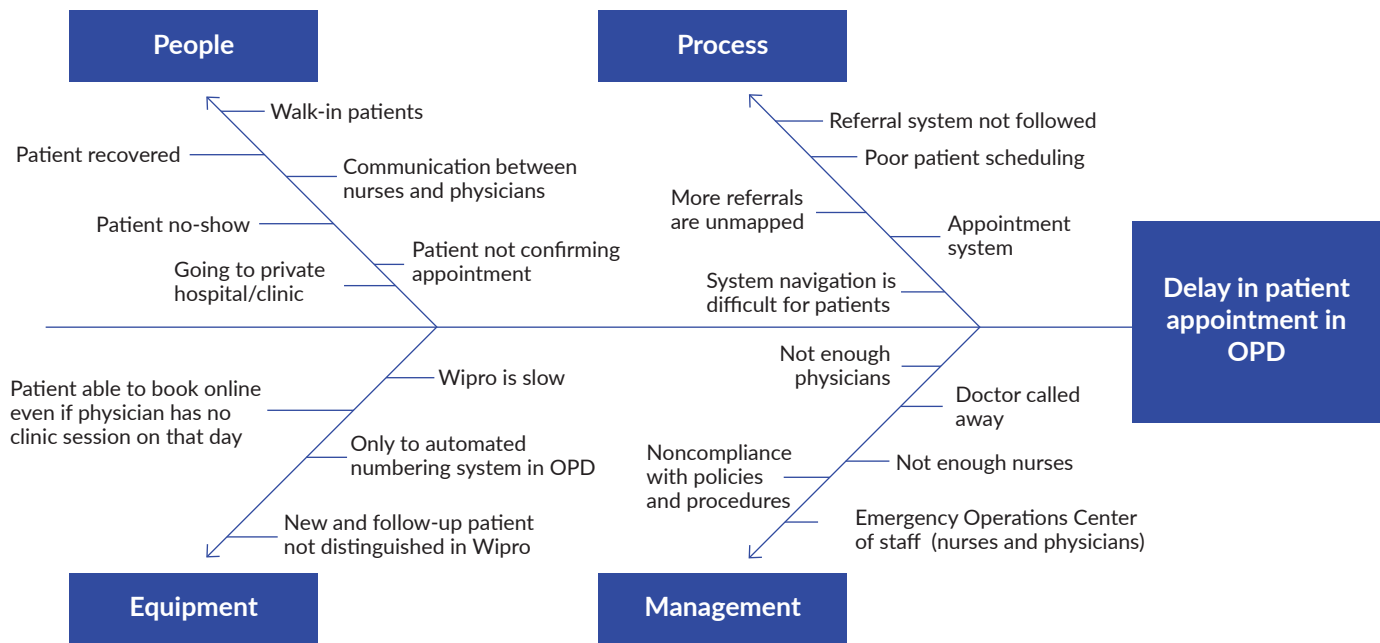 People
Process
Walk-in patients
Patient recovered
Communication between
nurses and physicians
Patient no-show
Patient not confirming
appointment
Going to private
hospital/clinic
Referral system not followed
Poor patient scheduling
More referrals
are unmapped
Appointment
system
System navigation is
difficult for patients
Delay in patient
appointment in
OPD
Wipro is slow
Patient able to book online
even if physician has no
clinic session on that day
Only to automated
numbering system in OPD
New and follow-up patient
not distinguished in Wipro
Not enough
physicians
Doctor called
away
Noncompliance
with policies
and procedures
Not enough nurses
Emergency Operations Center
of staff (nurses and physicians)
Equipment
Management